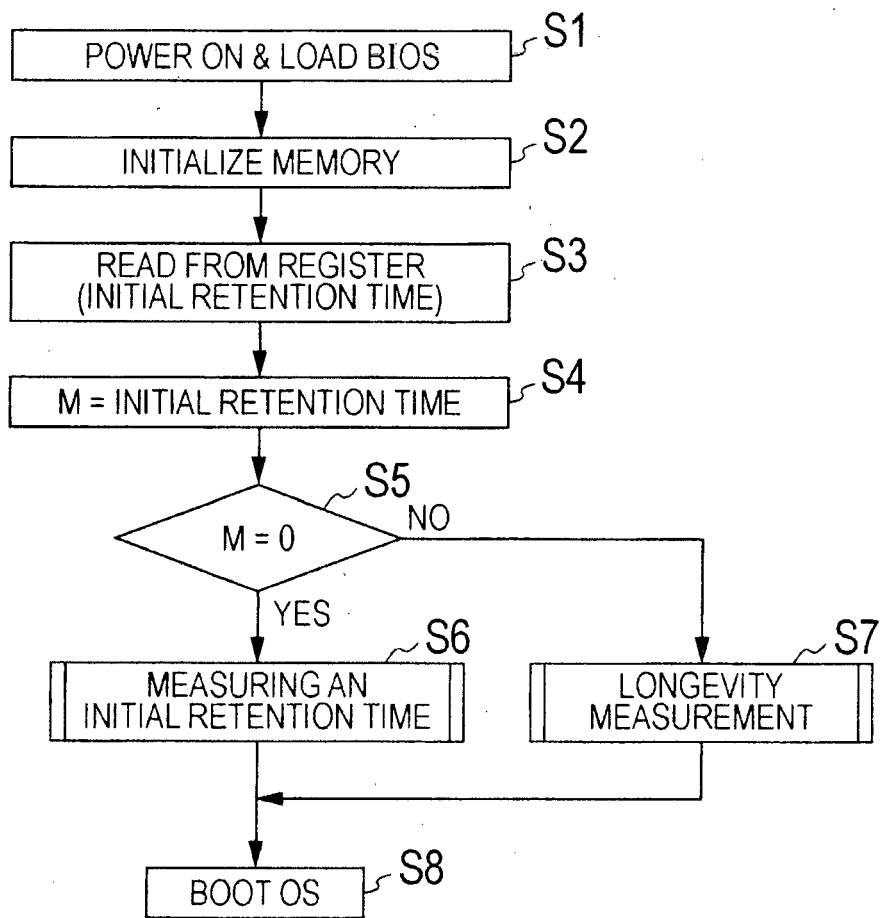 POWER ON & LOAD BIOS
S1
INITIALIZE MEMORY
S2
READ FROM REGISTER
(INITIAL RETENTION TIME)
S3
M = INITIAL RETENTION TIME
S4
S5
M = 0
NO
YES
S6
MEASURING AN
INITIAL RETENTION TIME
S7
LONGEVITY
MEASUREMENT
BOOT OS
S8